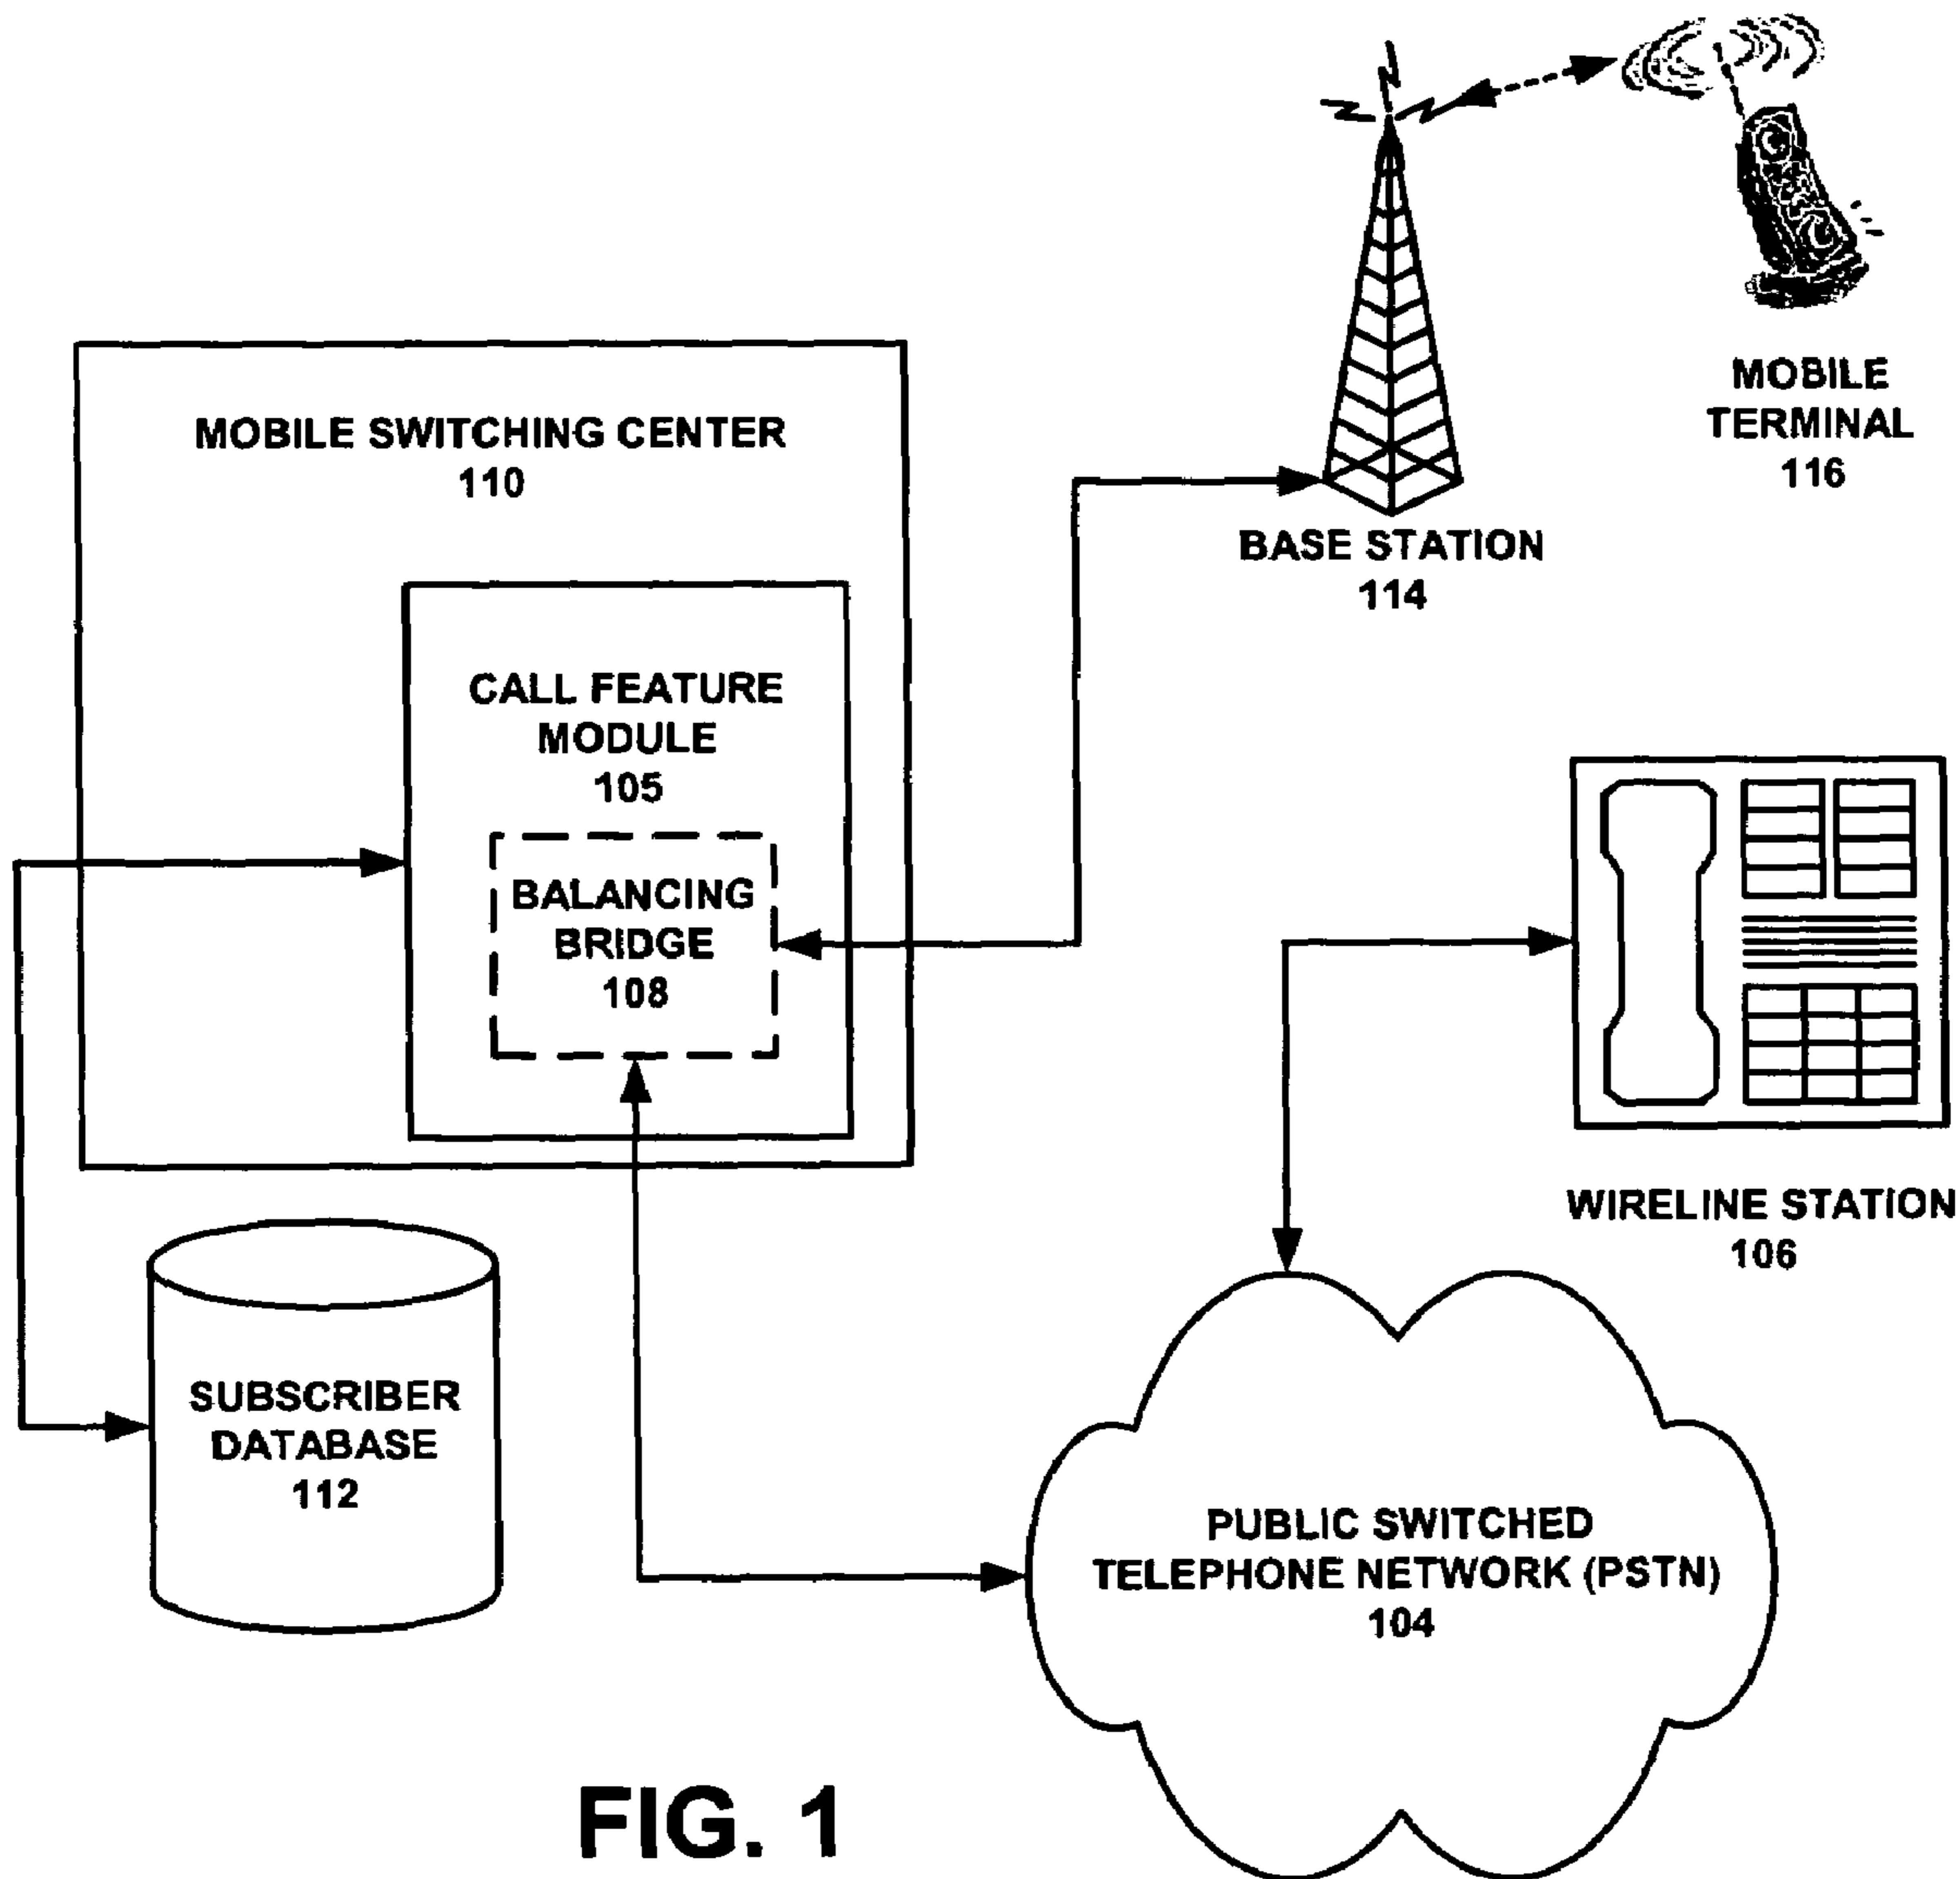 MOBILE SWITCHING CENTER
110
CALL FEATURE
MODULE
105
BALANCING
BRIDGE
108
MOBILE
TERMINAL
116
BASE STATION
114
WIRELINE STATION
106
SUBSCRIBER
DATABASE
112
PUBLIC SWITCHED
TELEPHONE NETWORK (PSTN)
104
FIG. 1